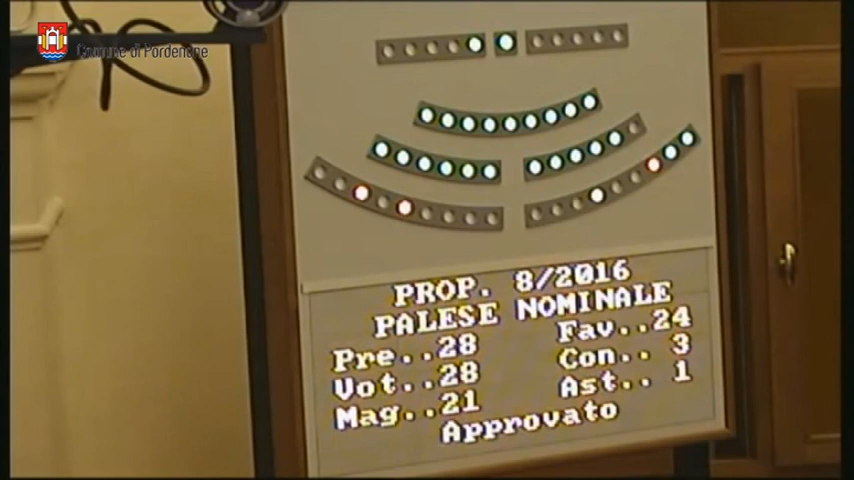 Comune di Pordenone
PROP. 8/2016
PALESE NOMINALE
Pre..28 Fav..24
Vot..28 Con.. 3
Mag..21 Ast.. 1
Approvato